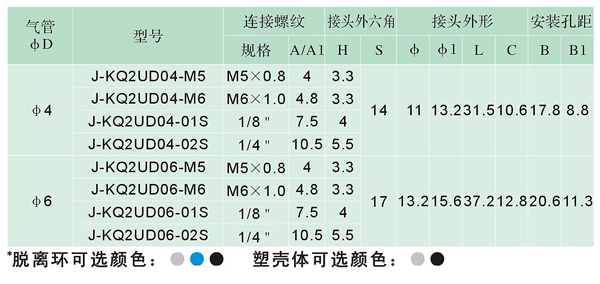 气管 φD 型号 连接螺纹 接头外六角 接头外形 安装孔距
规格 A/A1 H S φ φ1 L C B B1
J-KQ2UD04-M5 M5×0.8 4 3.3
J-KQ2UD04-M6 M6×1.0 4.8 3.3
φ4 14 11 13.2 31.5 10.6 17.8 8.8
J-KQ2UD04-01S 1/8" 7.5 4
J-KQ2UD04-02S 1/4" 10.5 5.5
J-KQ2UD06-M5 M5×0.8 4 3.3
J-KQ2UD06-M6 M6×1.0 4.8 3.3
φ6 17 13.2 15.6 37.2 12.8 20.6 11.3
J-KQ2UD06-01S 1/8" 7.5 4
J-KQ2UD06-02S 1/4" 10.5 5.5
*脱离环可选颜色： 塑壳体可选颜色：